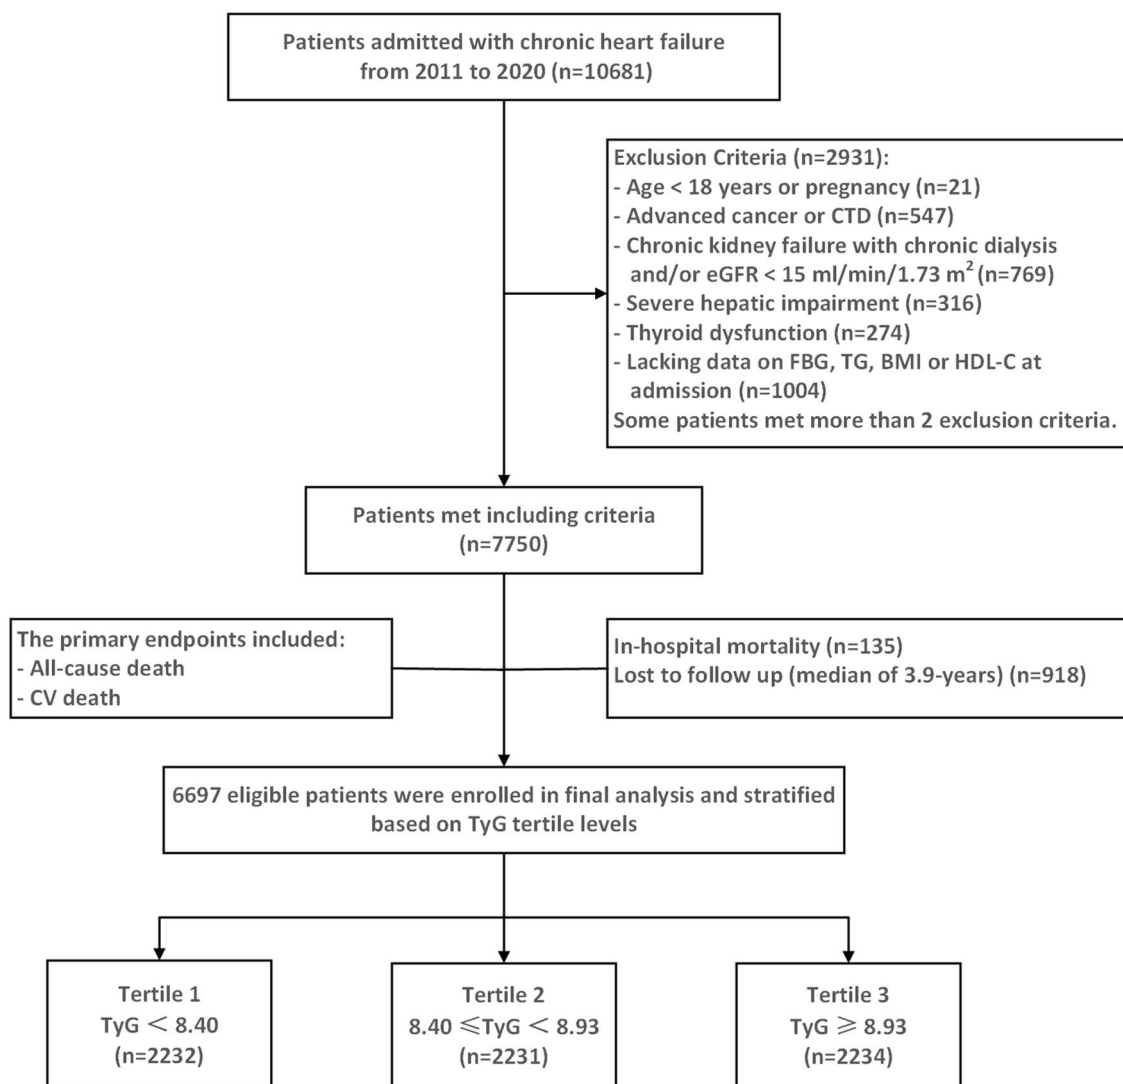 Patients admitted with chronic heart failure
from 2011 to 2020 (n=10681)
Exclusion Criteria (n=2931):
- Age < 18 years or pregnancy (n=21)
- Advanced cancer or CTD (n=547)
- Chronic kidney failure with chronic dialysis
and/or eGFR < 15 ml/min/1.73 m² (n=769)
- Severe hepatic impairment (n=316)
- Thyroid dysfunction (n=274)
- Lacking data on FBG, TG, BMI or HDL-C at
admission (n=1004)
Some patients met more than 2 exclusion criteria.
Patients met including criteria
(n=7750)
The primary endpoints included:
- All-cause death
- CV death
In-hospital mortality (n=135)
Lost to follow up (median of 3.9-years) (n=918)
6697 eligible patients were enrolled in final analysis and stratified
based on TyG tertile levels
Tertile 1
TyG < 8.40
(n=2232)
Tertile 2
8.40 ≤TyG < 8.93
(n=2231)
Tertile 3
TyG ≥ 8.93
(n=2234)